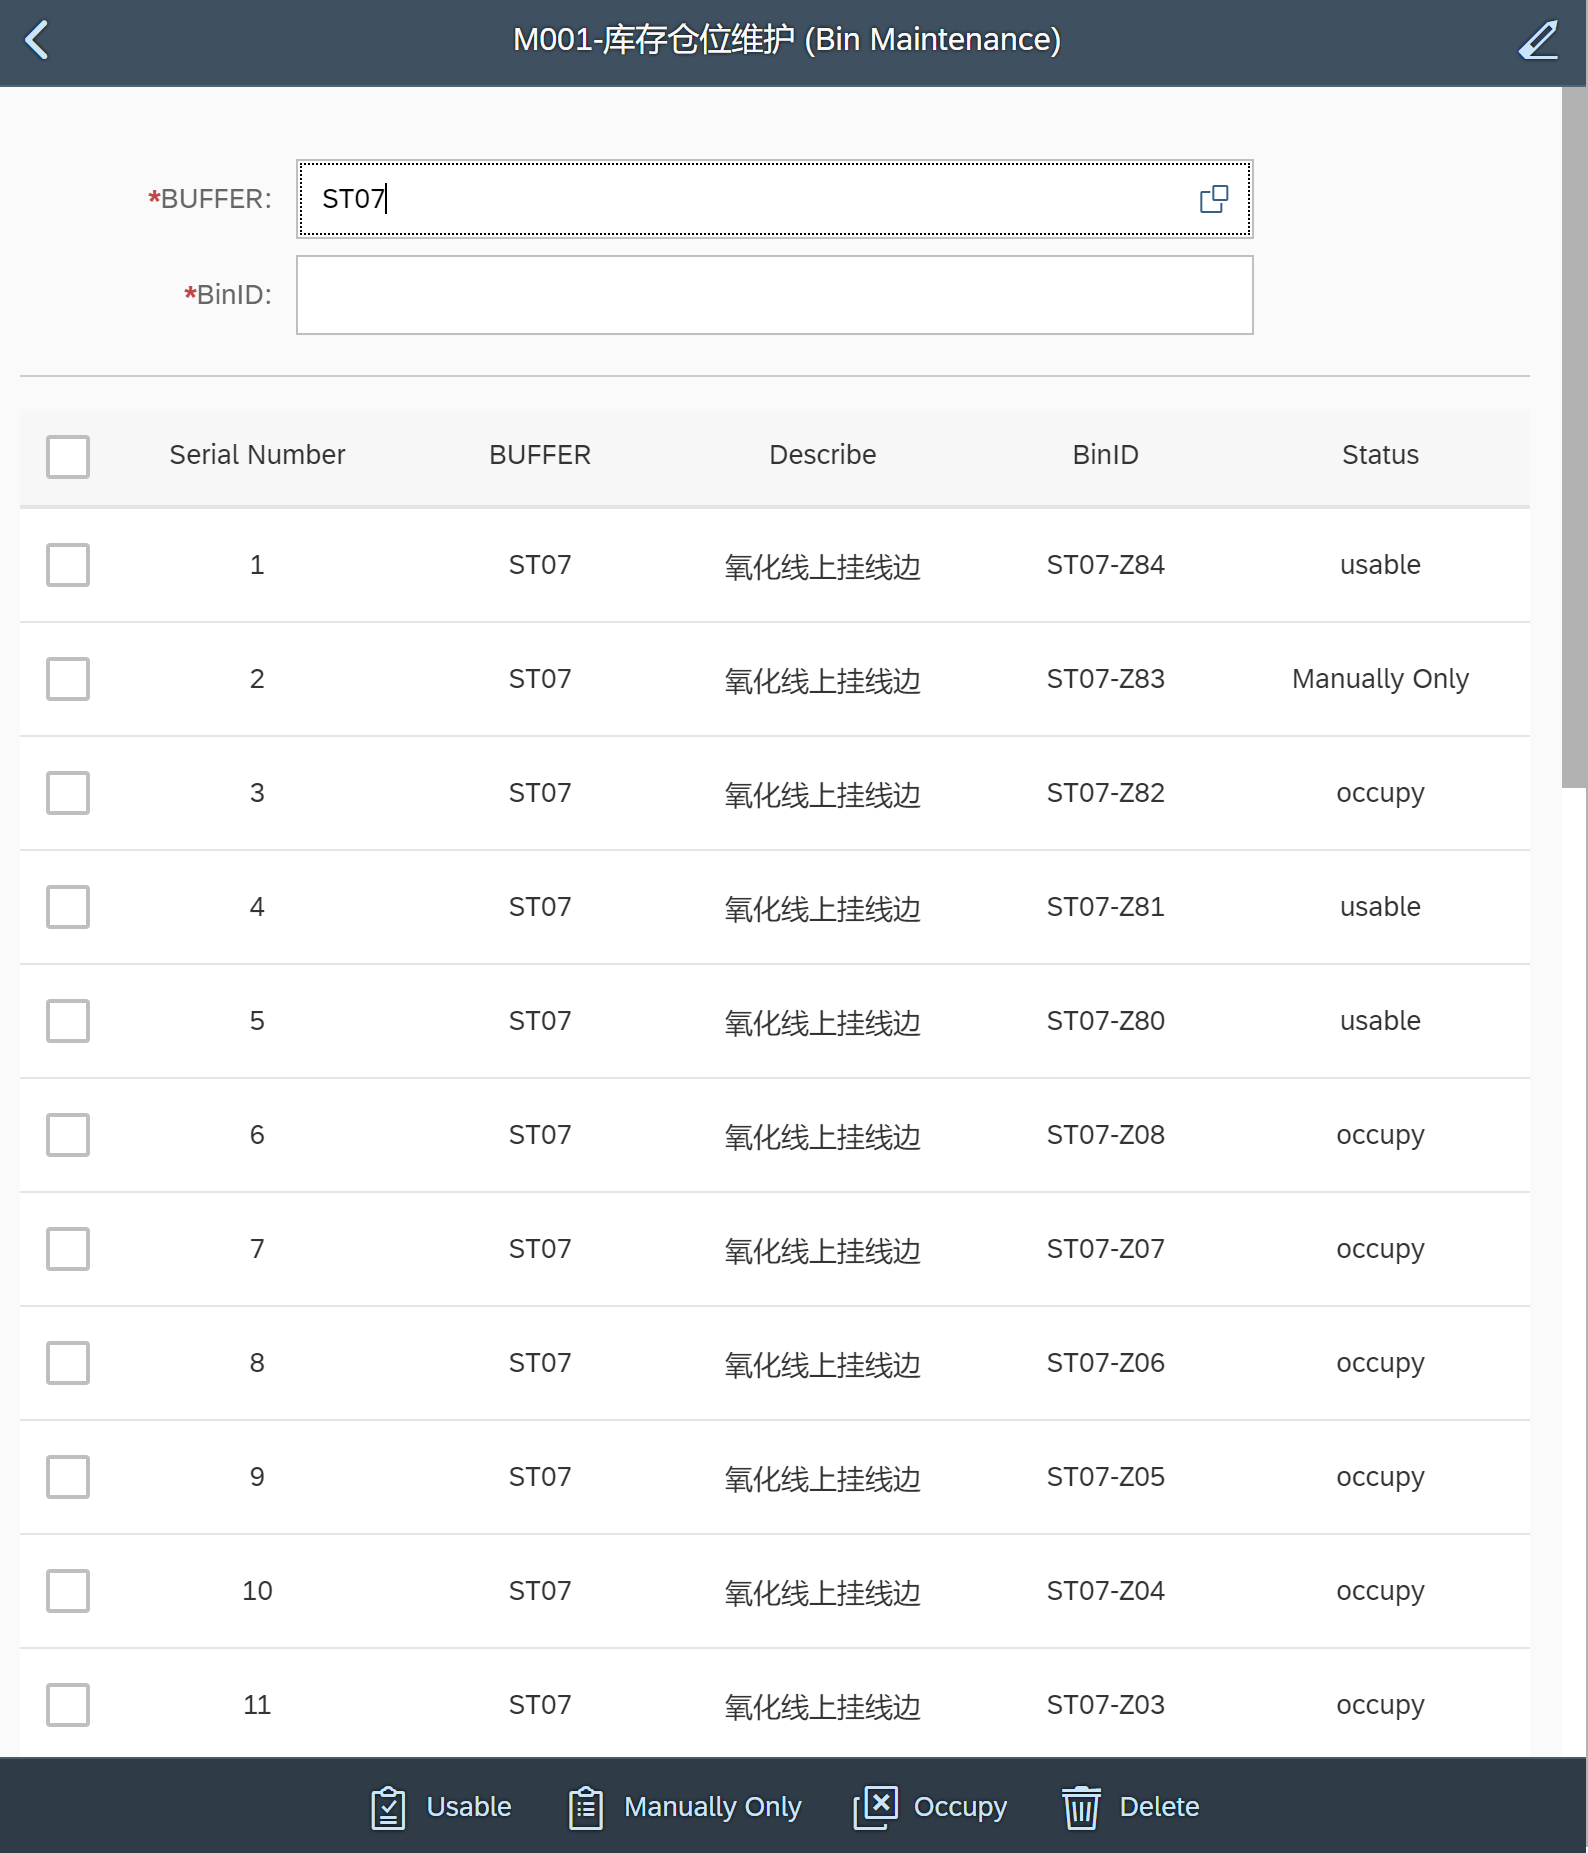 M001-库存仓位维护 (Bin Maintenance)
*BUFFER: ST07
*BinID:
Serial Number BUFFER Describe BinID Status
1 ST07 氧化线上挂线边 ST07-Z84 usable
2 ST07 氧化线上挂线边 ST07-Z83 Manually Only
3 ST07 氧化线上挂线边 ST07-Z82 occupy
4 ST07 氧化线上挂线边 ST07-Z81 usable
5 ST07 氧化线上挂线边 ST07-Z80 usable
6 ST07 氧化线上挂线边 ST07-Z08 occupy
7 ST07 氧化线上挂线边 ST07-Z07 occupy
8 ST07 氧化线上挂线边 ST07-Z06 occupy
9 ST07 氧化线上挂线边 ST07-Z05 occupy
10 ST07 氧化线上挂线边 ST07-Z04 occupy
11 ST07 氧化线上挂线边 ST07-Z03 occupy
Usable Manually Only Occupy Delete